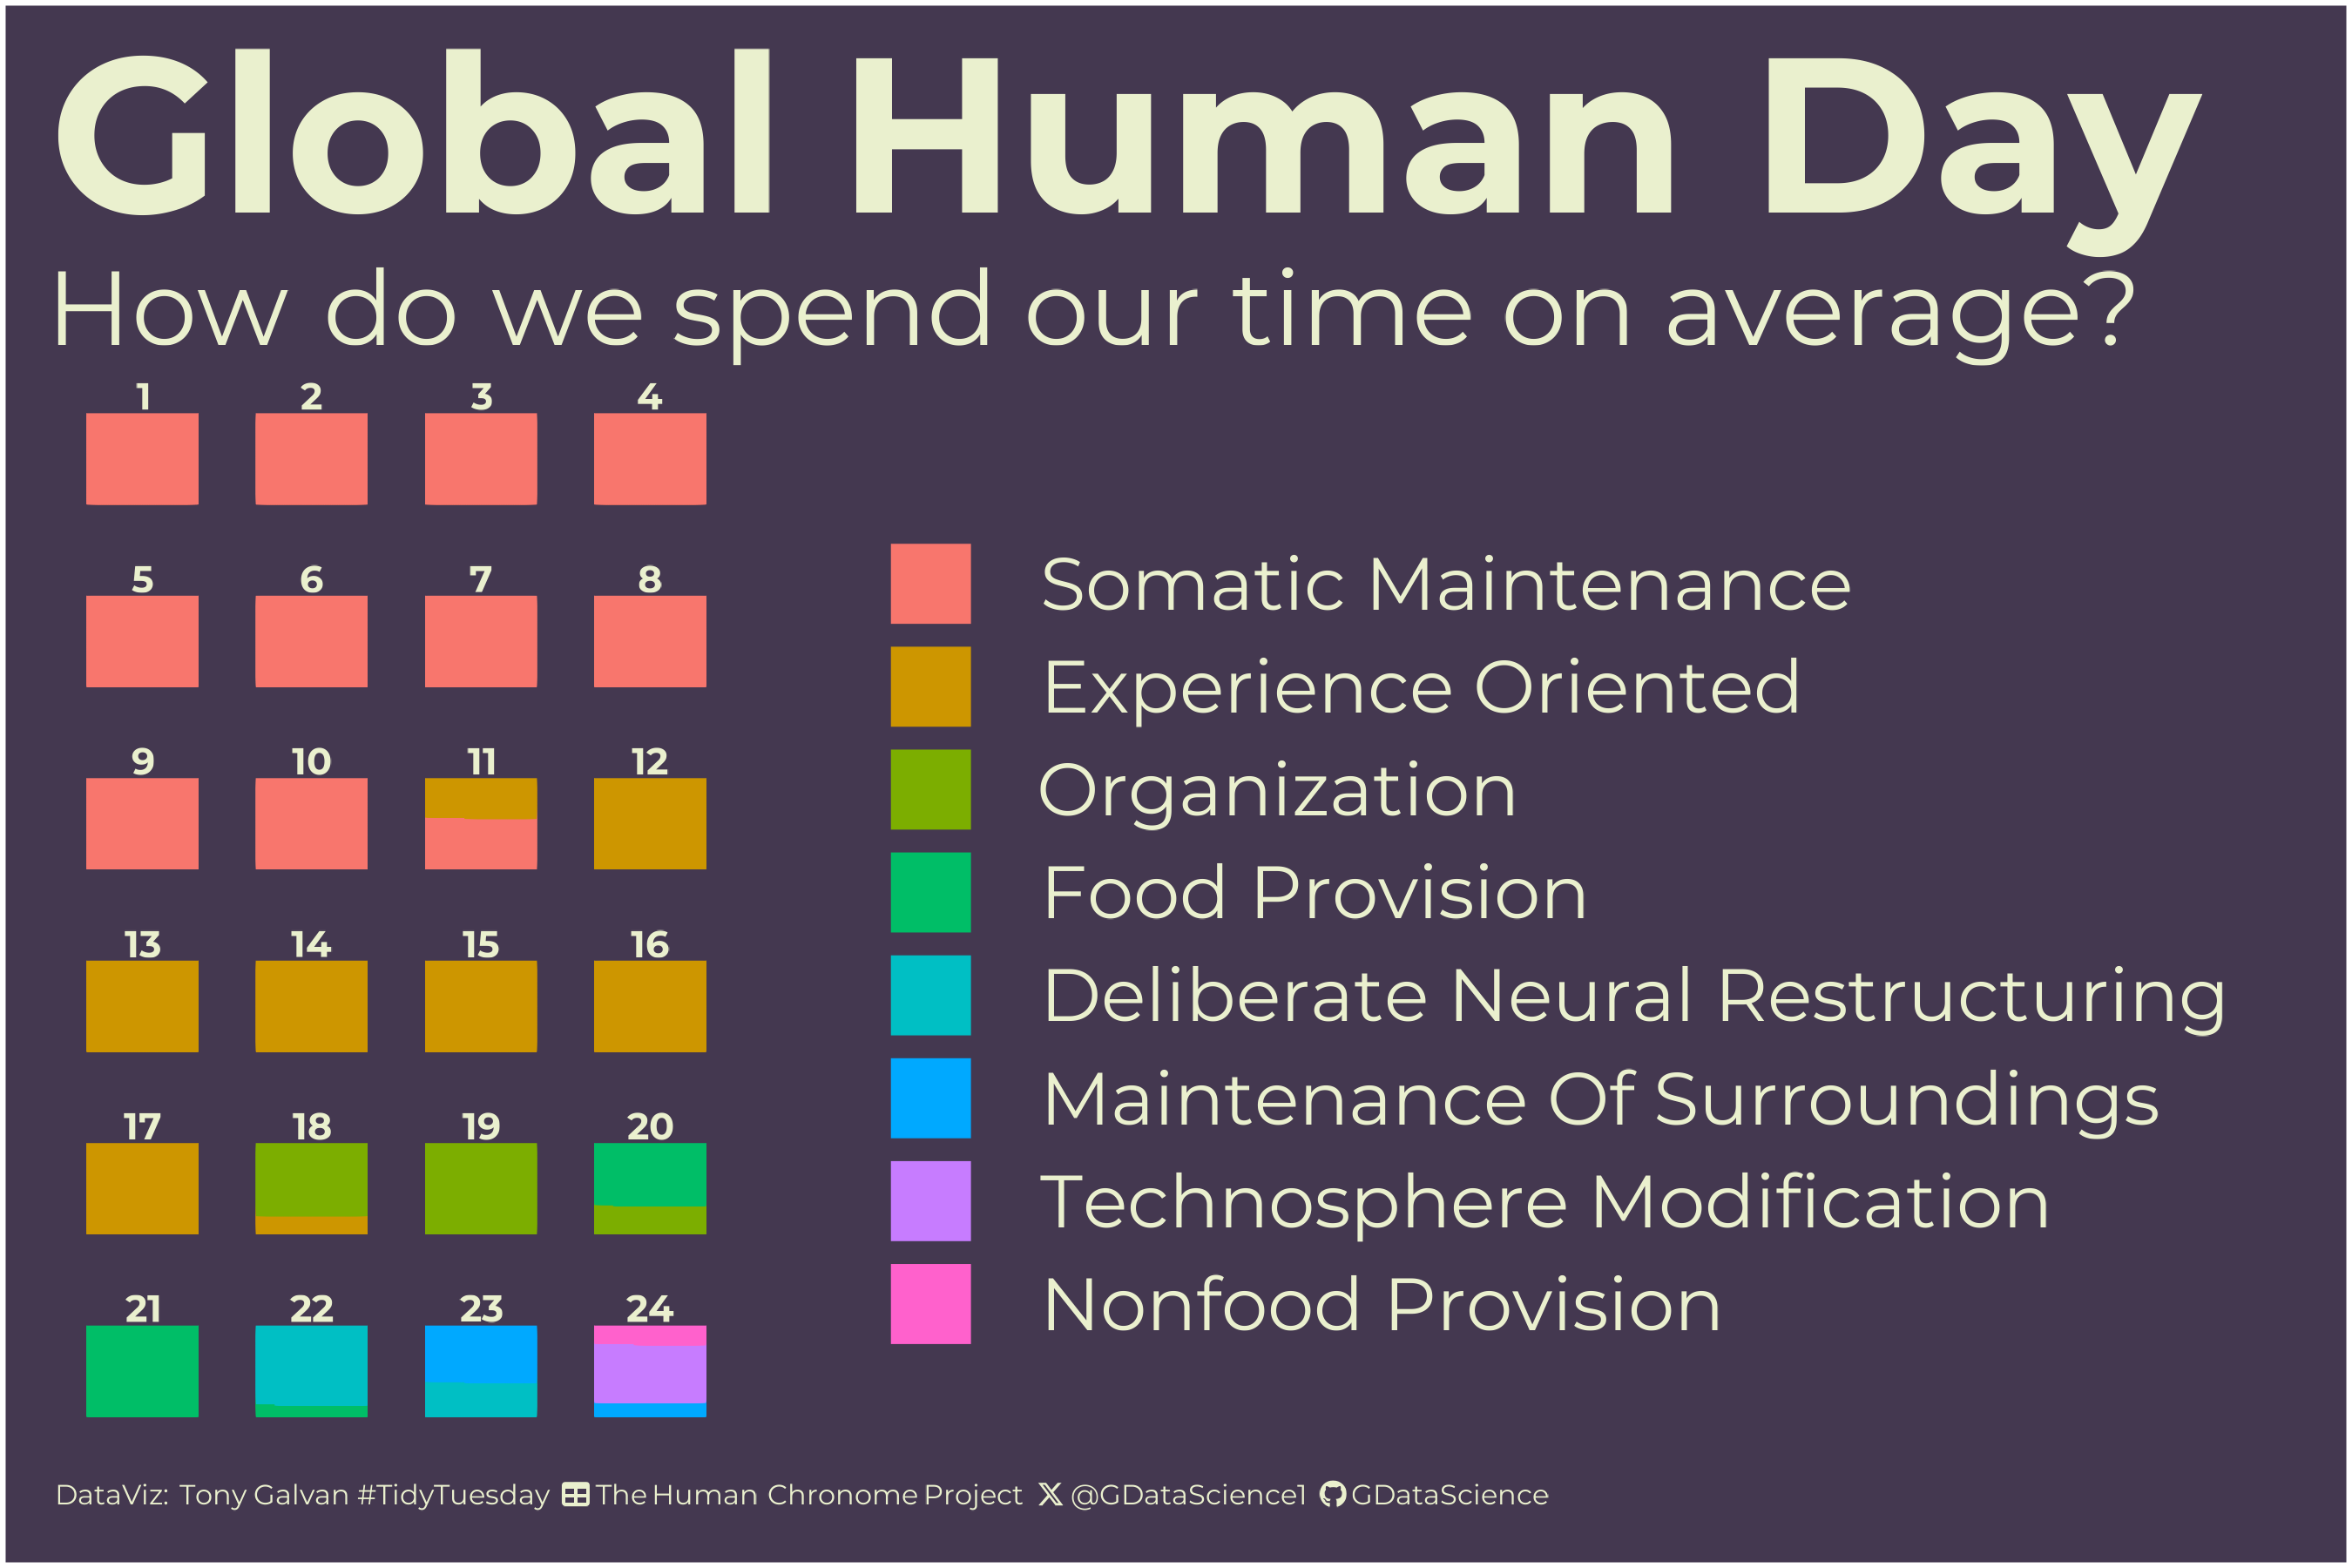 Global Human Day
How do we spend our time on average?
1 2 3 4
5 6 7 8
9 10 11 12
13 14 15 16
17 18 19 20
21 22 23 24
Somatic Maintenance
Experience Oriented
Organization
Food Provision
Deliberate Neural Restructuring
Maintenance Of Surroundings
Technosphere Modification
Nonfood Provision
DataViz: Tony Galvan #TidyTuesday The Human Chronome Project @GDataScience1 GDataScience